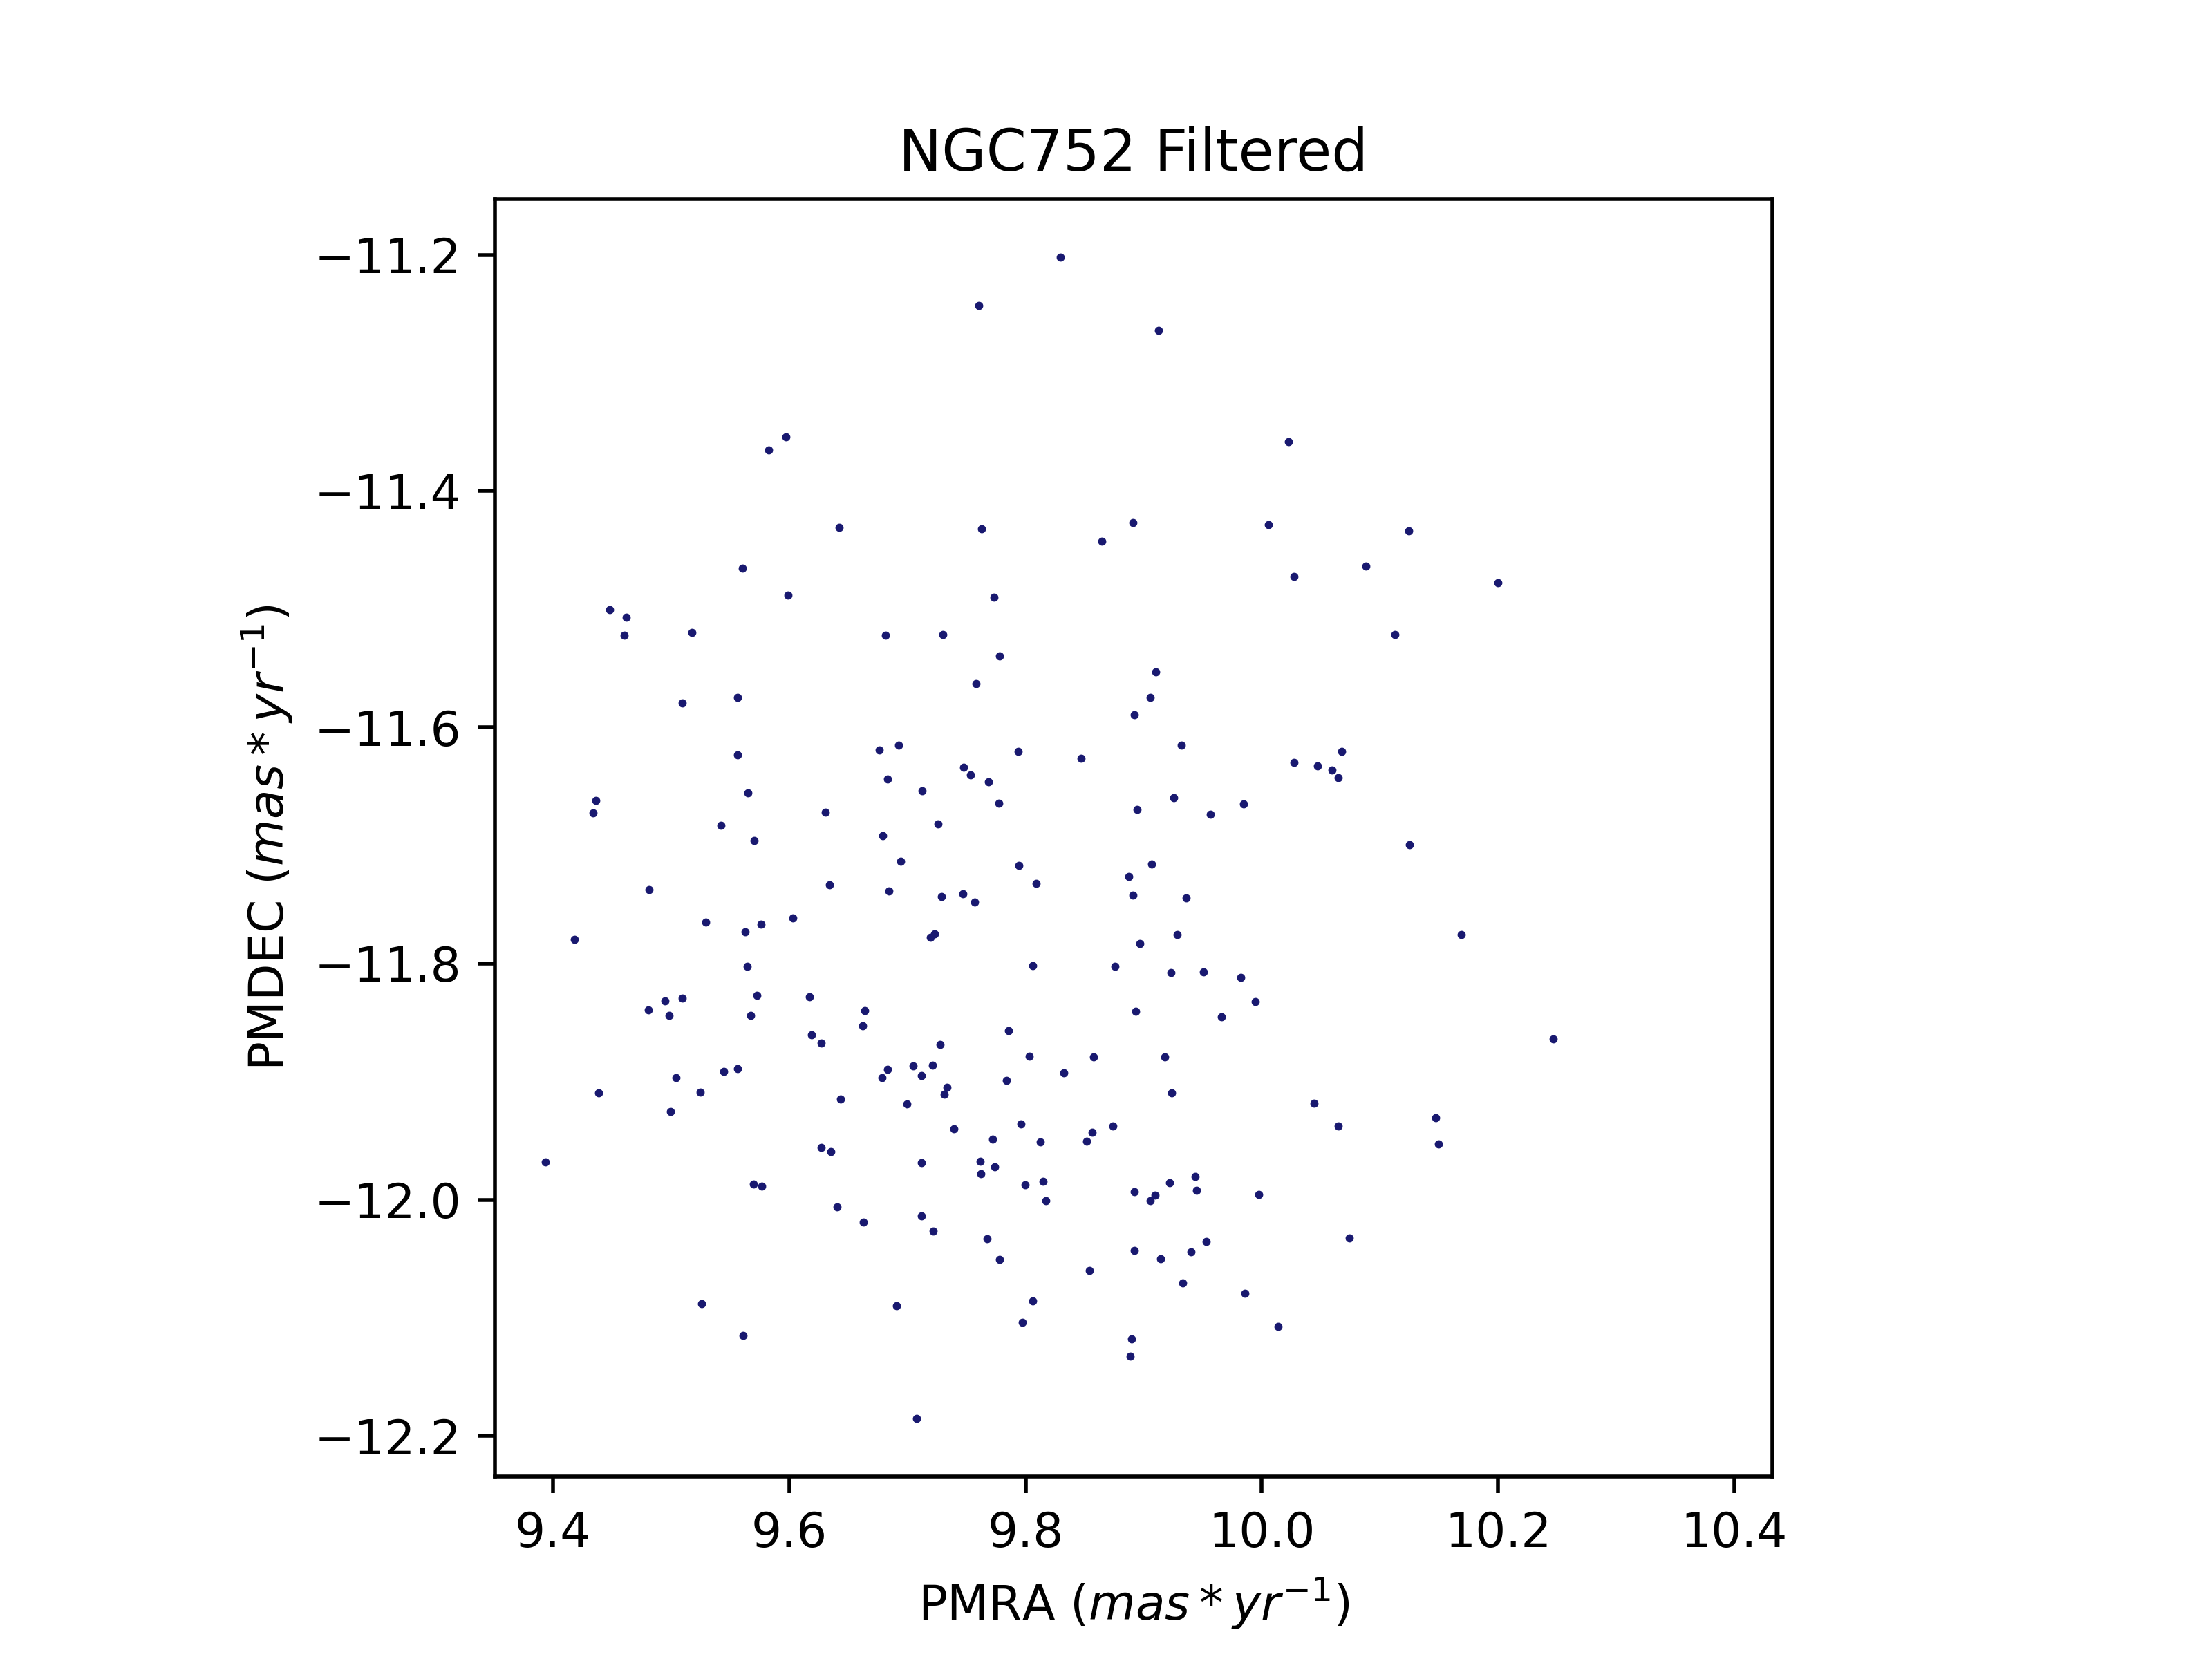 NGC752 Filtered
−11.2
−11.4
−11.6
−11.8
−12.0
−12.2
PMDEC (mas * yr⁻¹)
9.4 9.6 9.8 10.0 10.2 10.4
PMRA (mas * yr⁻¹)